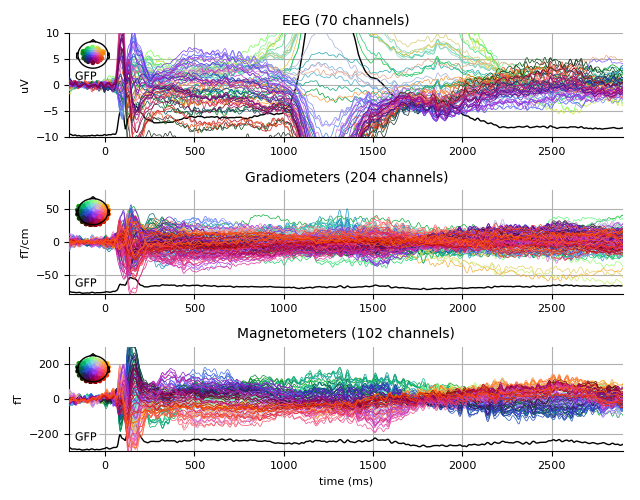 EEG (70 channels)
10
5
0
−5
−10
uV
GFP
0 500 1000 1500 2000 2500
Gradiometers (204 channels)
50
0
−50
fT/cm
GFP
0 500 1000 1500 2000 2500
Magnetometers (102 channels)
200
0
−200
fT
GFP
0 500 1000 1500 2000 2500
time (ms)